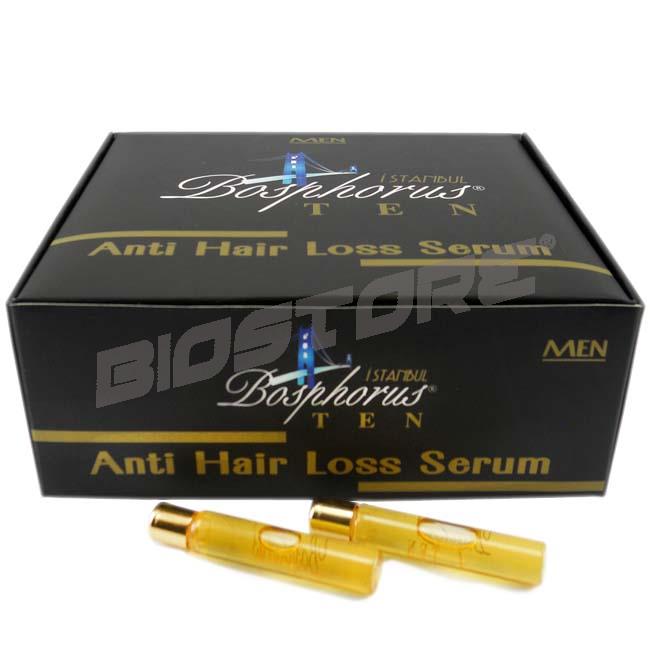 MEN
İSTANBUL
Bosphorus®
TEN
Anti Hair Loss Serum
BIOSTORE®
MEN
İSTANBUL
Bosphorus®
TEN
Anti Hair Loss Serum